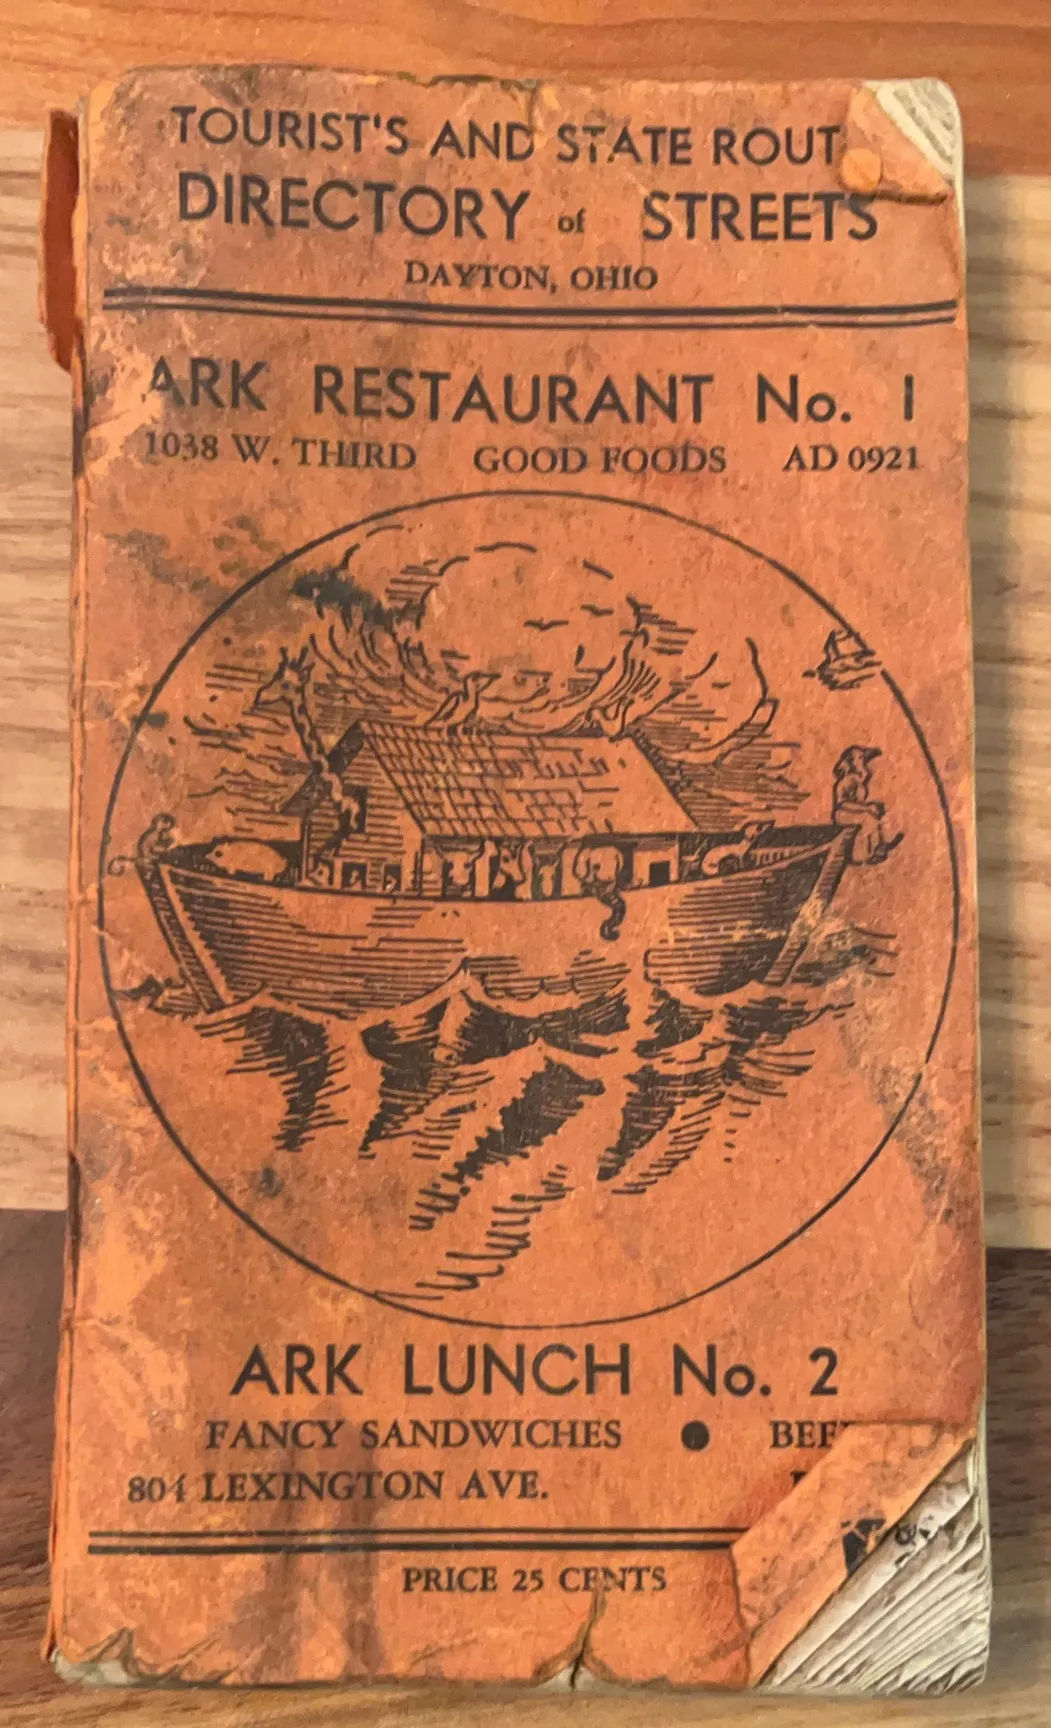 TOURIST'S AND STATE ROUT
DIRECTORY of STREETS
DAYTON, OHIO
ARK RESTAURANT No. 1
1038 W. THIRD GOOD FOODS AD 0921
ARK LUNCH No. 2
FANCY SANDWICHES ● BEE
804 LEXINGTON AVE.
PRICE 25 CENTS